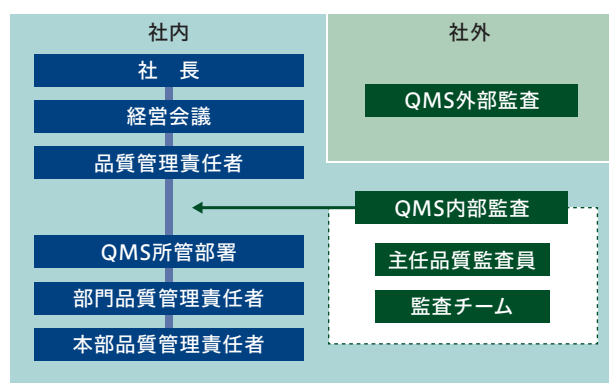 社内
社　長
経営会議
品質管理責任者
QMS所管部署
部門品質管理責任者
本部品質管理責任者
社外
QMS外部監査
QMS内部監査
主任品質監査員
監査チーム